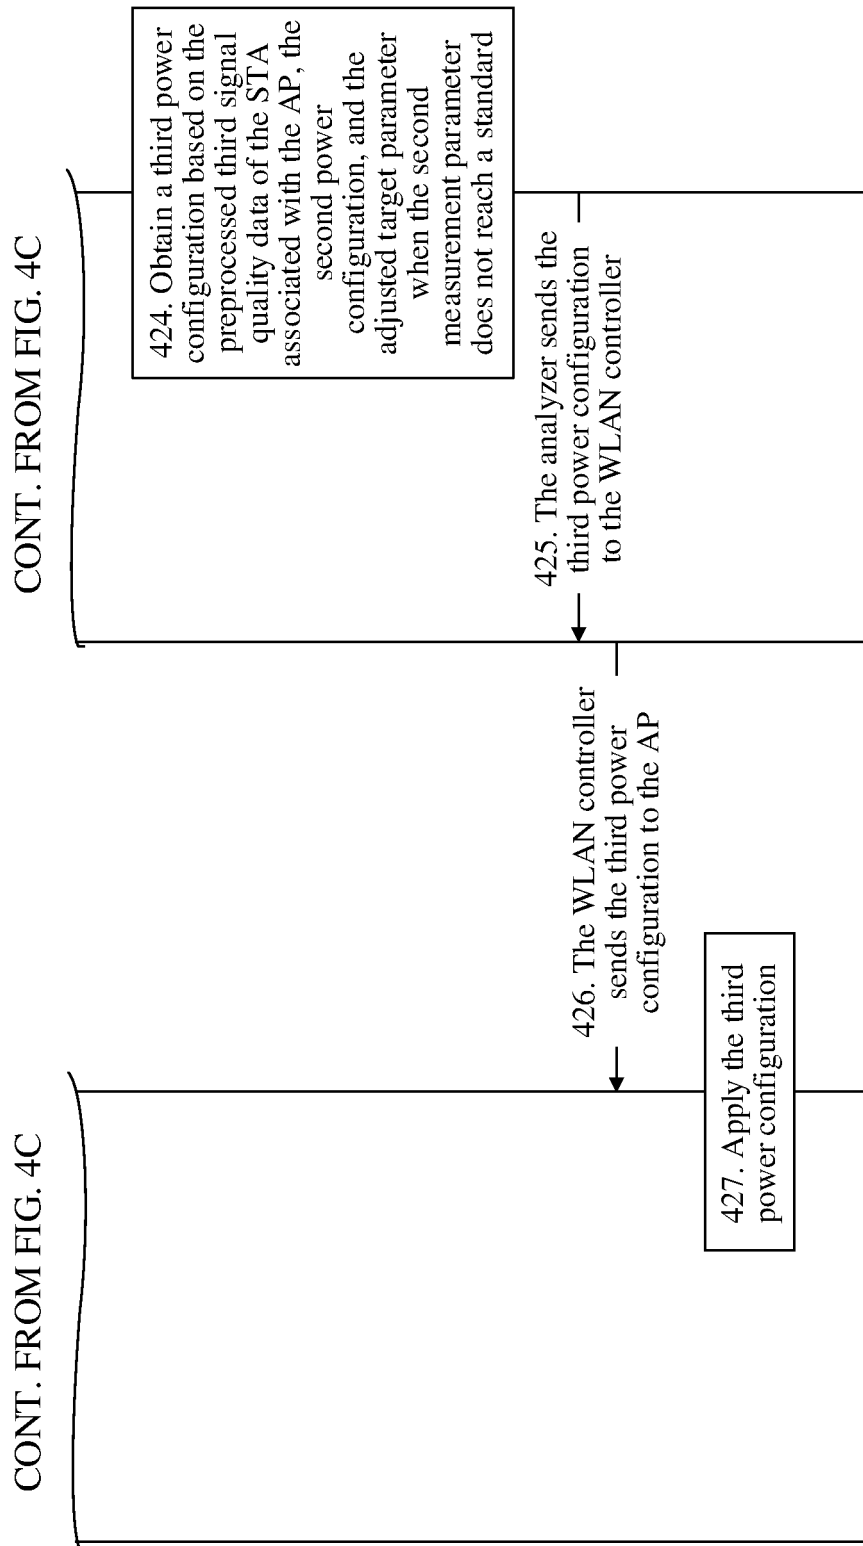 CONT. FROM FIG. 4C
CONT. FROM FIG. 4C
424. Obtain a third power
configuration based on the
preprocessed third signal
quality data of the STA
associated with the AP, the
second power
configuration, and the
adjusted target parameter
when the second
measurement parameter
does not reach a standard
425. The analyzer sends the
third power configuration
to the WLAN controller
426. The WLAN controller
sends the third power
configuration to the AP
427. Apply the third
power configuration